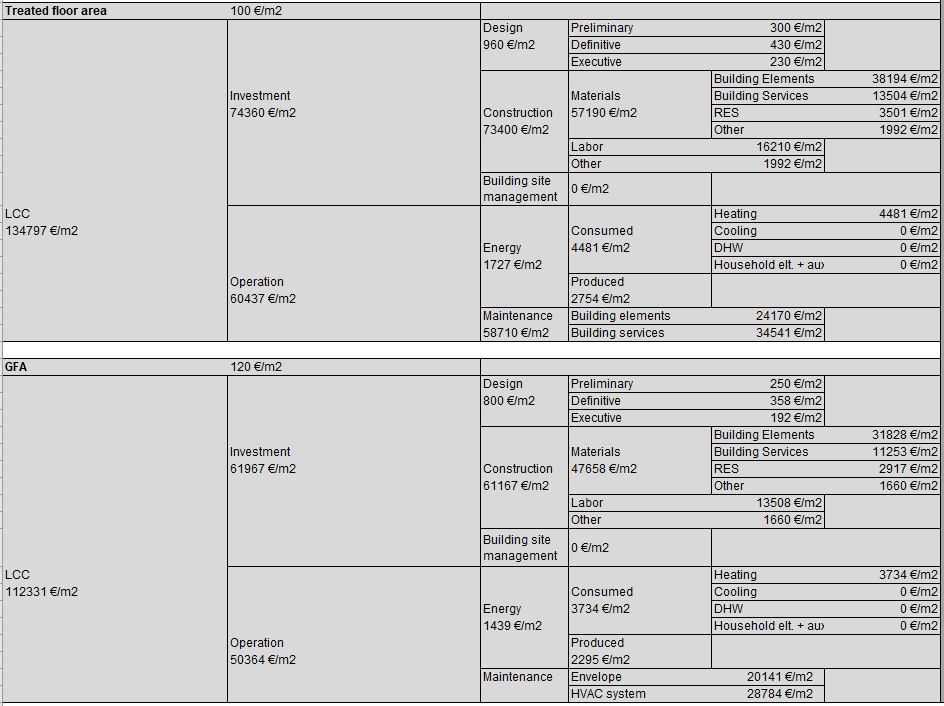 Treated floor area 100 €/m2
Design Preliminary 300 €/m2
960 €/m2 Definitive 430 €/m2
Executive 230 €/m2
Building Elements 38194 €/m2
Investment Materials Building Services 13504 €/m2
74360 €/m2 Construction 57190 €/m2 RES 3501 €/m2
73400 €/m2 Other 1992 €/m2
Labor 16210 €/m2
Other 1992 €/m2
Building site
management 0 €/m2
LCC Heating 4481 €/m2
134797 €/m2 Consumed Cooling 0 €/m2
Energy 4481 €/m2 DHW 0 €/m2
1727 €/m2 Household elt. + aux 0 €/m2
Operation Produced
60437 €/m2 2754 €/m2
Maintenance Building elements 24170 €/m2
58710 €/m2 Building services 34541 €/m2
GFA 120 €/m2
Design Preliminary 250 €/m2
800 €/m2 Definitive 358 €/m2
Executive 192 €/m2
Building Elements 31828 €/m2
Investment Materials Building Services 11253 €/m2
61967 €/m2 Construction 47658 €/m2 RES 2917 €/m2
61167 €/m2 Other 1660 €/m2
Labor 13508 €/m2
Other 1660 €/m2
Building site
management 0 €/m2
LCC Heating 3734 €/m2
112331 €/m2 Consumed Cooling 0 €/m2
Energy 3734 €/m2 DHW 0 €/m2
1439 €/m2 Household elt. + aux 0 €/m2
Operation Produced
50364 €/m2 2295 €/m2
Maintenance Envelope 20141 €/m2
HVAC system 28784 €/m2